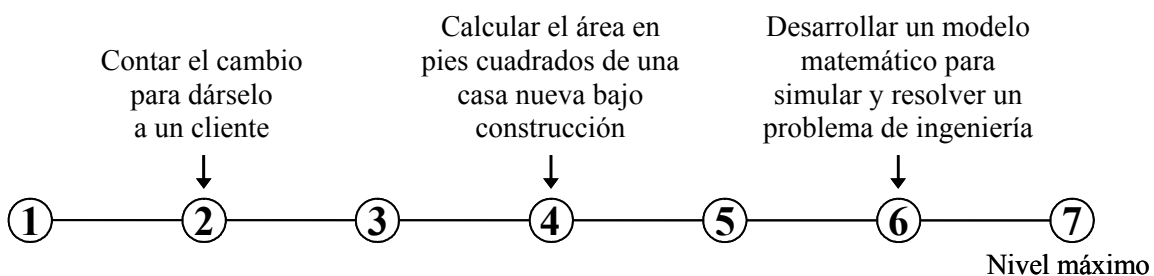 Contar el cambio
para dárselo
a un cliente
Calcular el área en
pies cuadrados de una
casa nueva bajo
construcción
Desarrollar un modelo
matemático para
simular y resolver un
problema de ingeniería
1 2 3 4 5 6 7
Nivel máximo